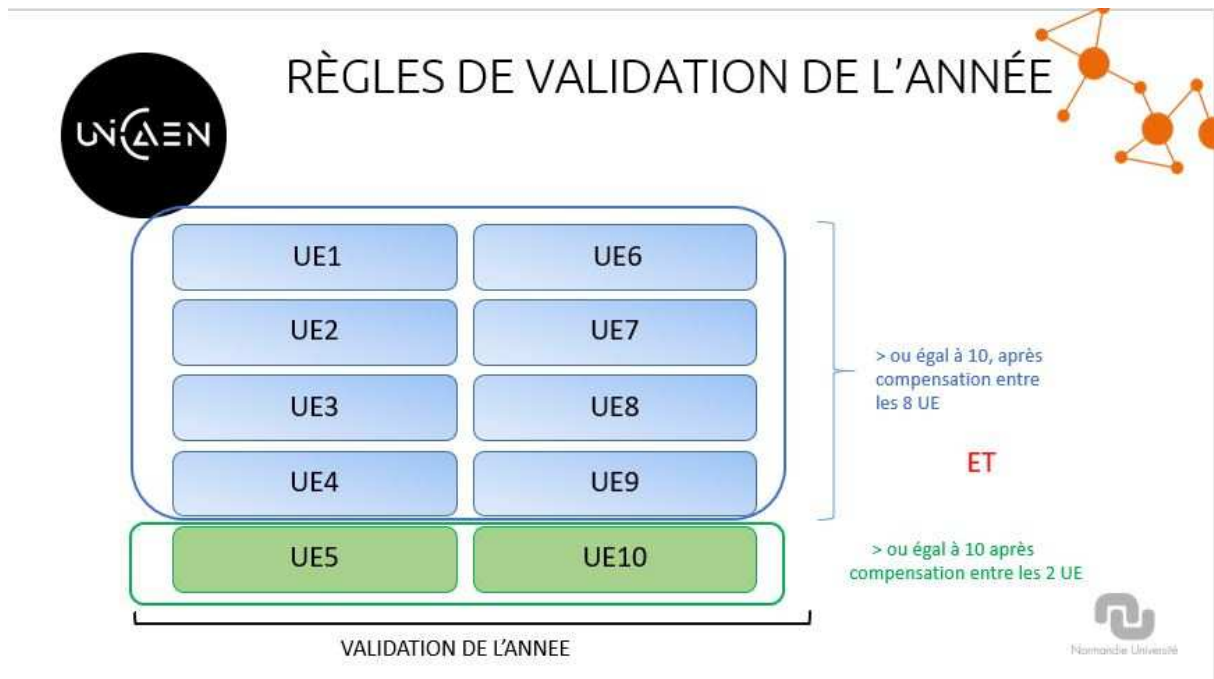 RÈGLES DE VALIDATION DE L'ANNÉE
UNICAEN
UE1
UE6
UE2
UE7
UE3
UE8
UE4
UE9
> ou égal à 10, après
compensation entre
les 8 UE
ET
UE5
UE10
> ou égal à 10 après
compensation entre les 2 UE
VALIDATION DE L'ANNEE
Normandie Université